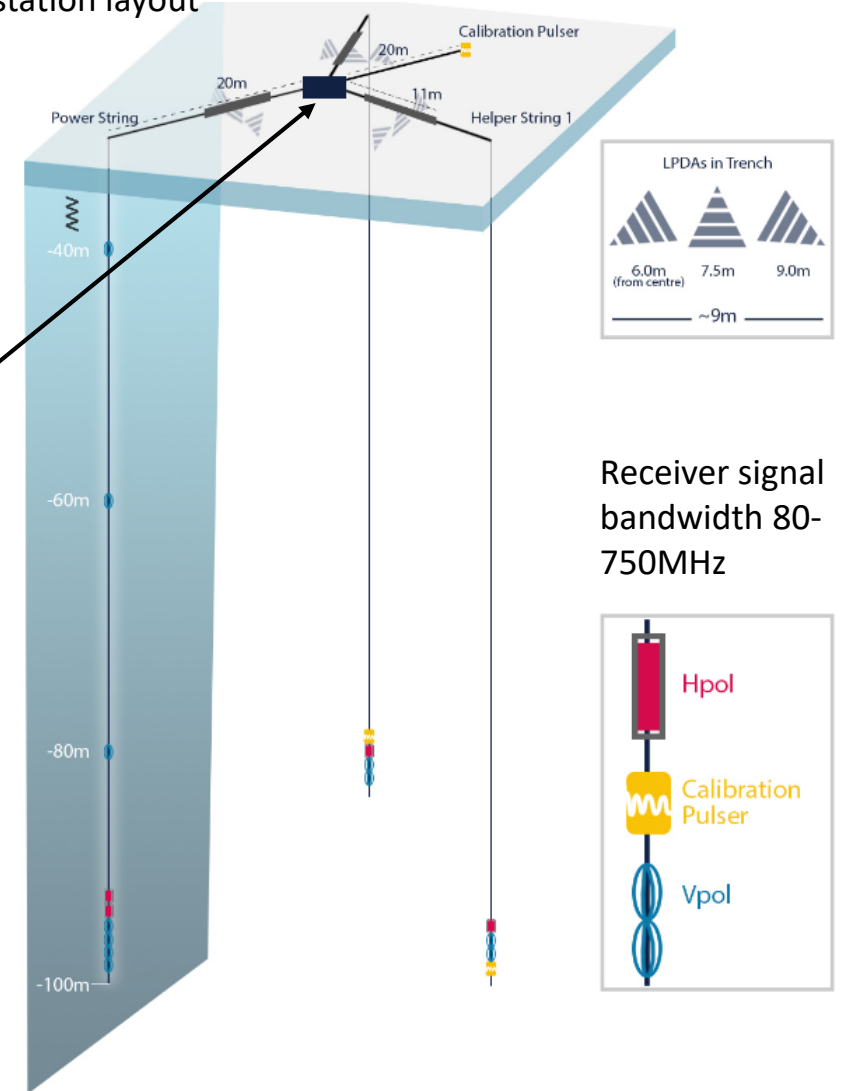 station layout
Calibration Pulser
20m
20m
11m
Power String
Helper String 1
LPDAs in Trench
6.0m
(from centre)
7.5m
9.0m
~9m
-40m
-60m
-80m
-100m
Receiver signal
bandwidth 80-
750MHz
Hpol
Calibration
Pulser
Vpol